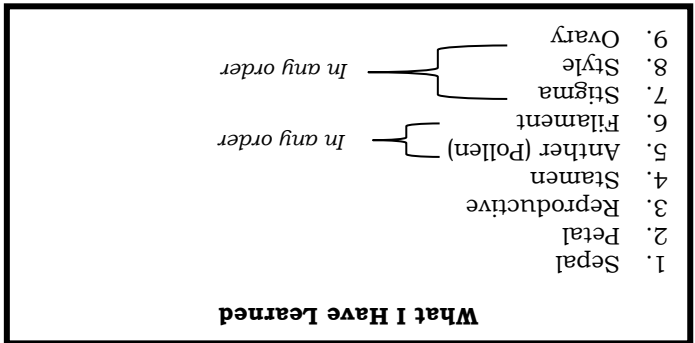 What I Have Learned
1. Sepal
2. Petal
3. Reproductive
4. Stamen
5. Anther (Pollen)
6. Filament
In any order
7. Stigma
8. Style
9. Ovary
In any order